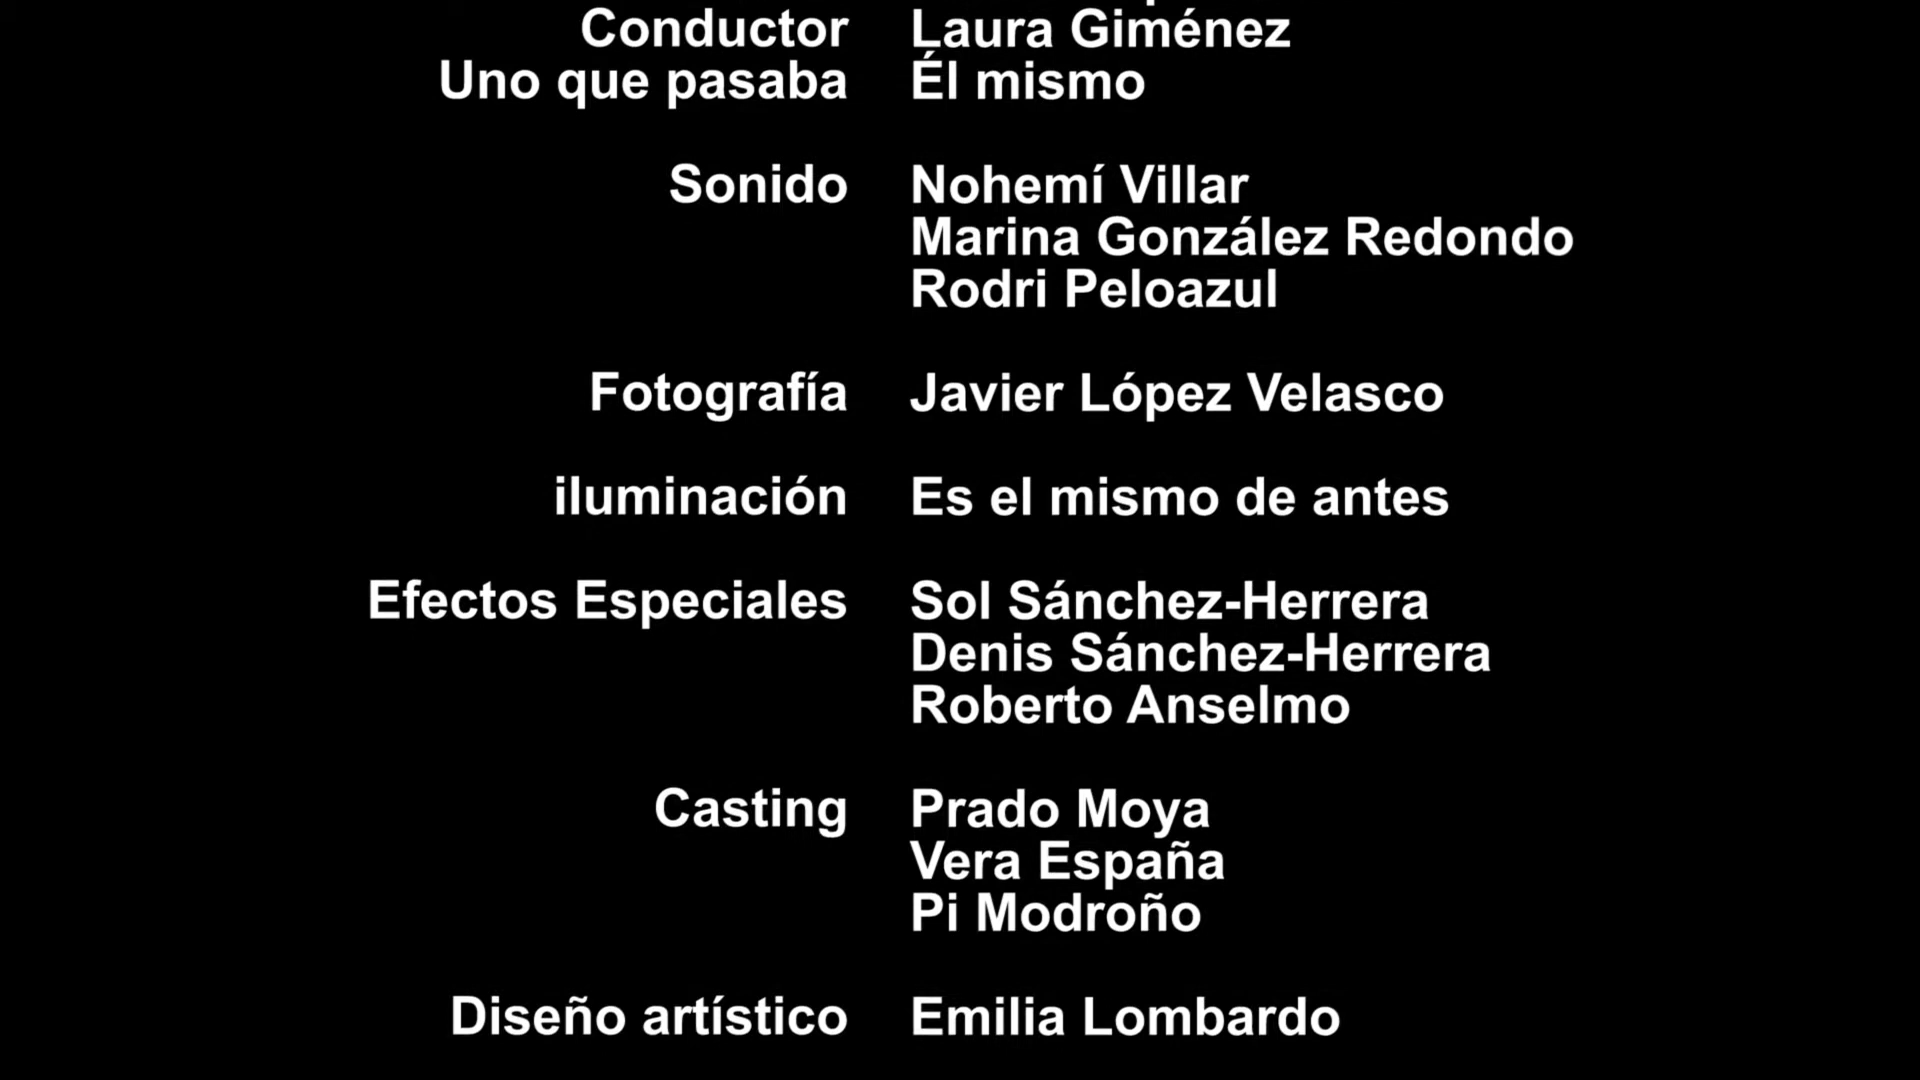 Conductor Laura Giménez
Uno que pasaba Él mismo
Sonido Nohemí Villar
Marina González Redondo
Rodri Peloazul
Fotografía Javier López Velasco
iluminación Es el mismo de antes
Efectos Especiales Sol Sánchez-Herrera
Denis Sánchez-Herrera
Roberto Anselmo
Casting Prado Moya
Vera España
Pi Modroño
Diseño artístico Emilia Lombardo